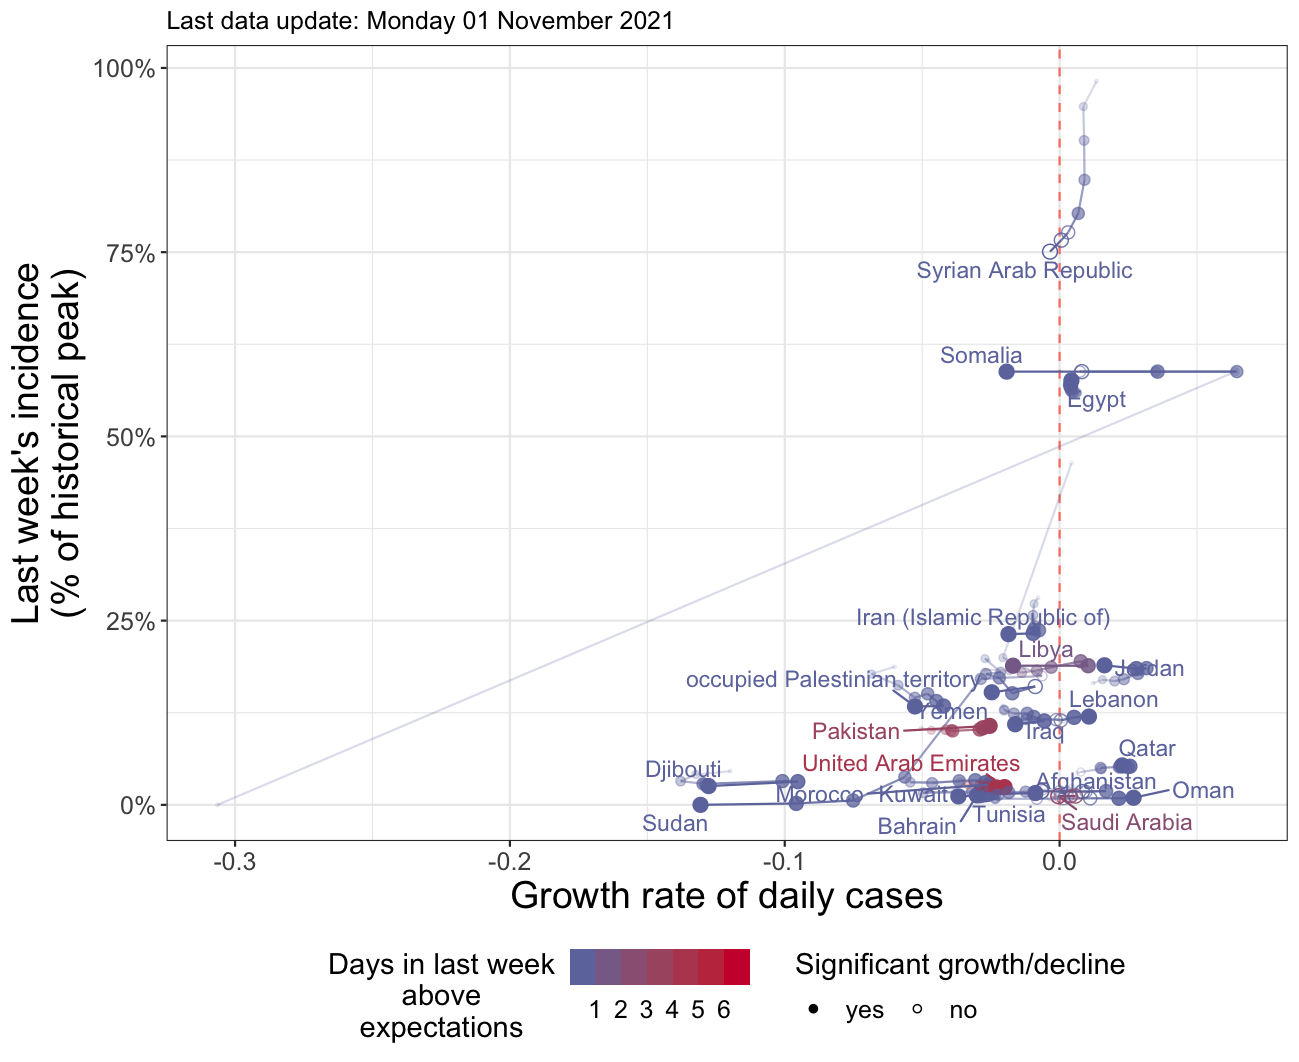 Last data update: Monday 01 November 2021
Last week's incidence
(% of historical peak)
100%
75%
50%
25%
0%
Syrian Arab Republic
Somalia
Egypt
Iran (Islamic Republic of)
Libya
Jordan
occupied Palestinian territory
Yemen
Lebanon
Pakistan
Iraq
Qatar
United Arab Emirates
Djibouti
Afghanistan
Morocco
Kuwait
Oman
Tunisia
Sudan
Bahrain
Saudi Arabia
-0.3
-0.2
-0.1
0.0
Growth rate of daily cases
Days in last week
above
expectations
1 2 3 4 5 6
Significant growth/decline
yes
no